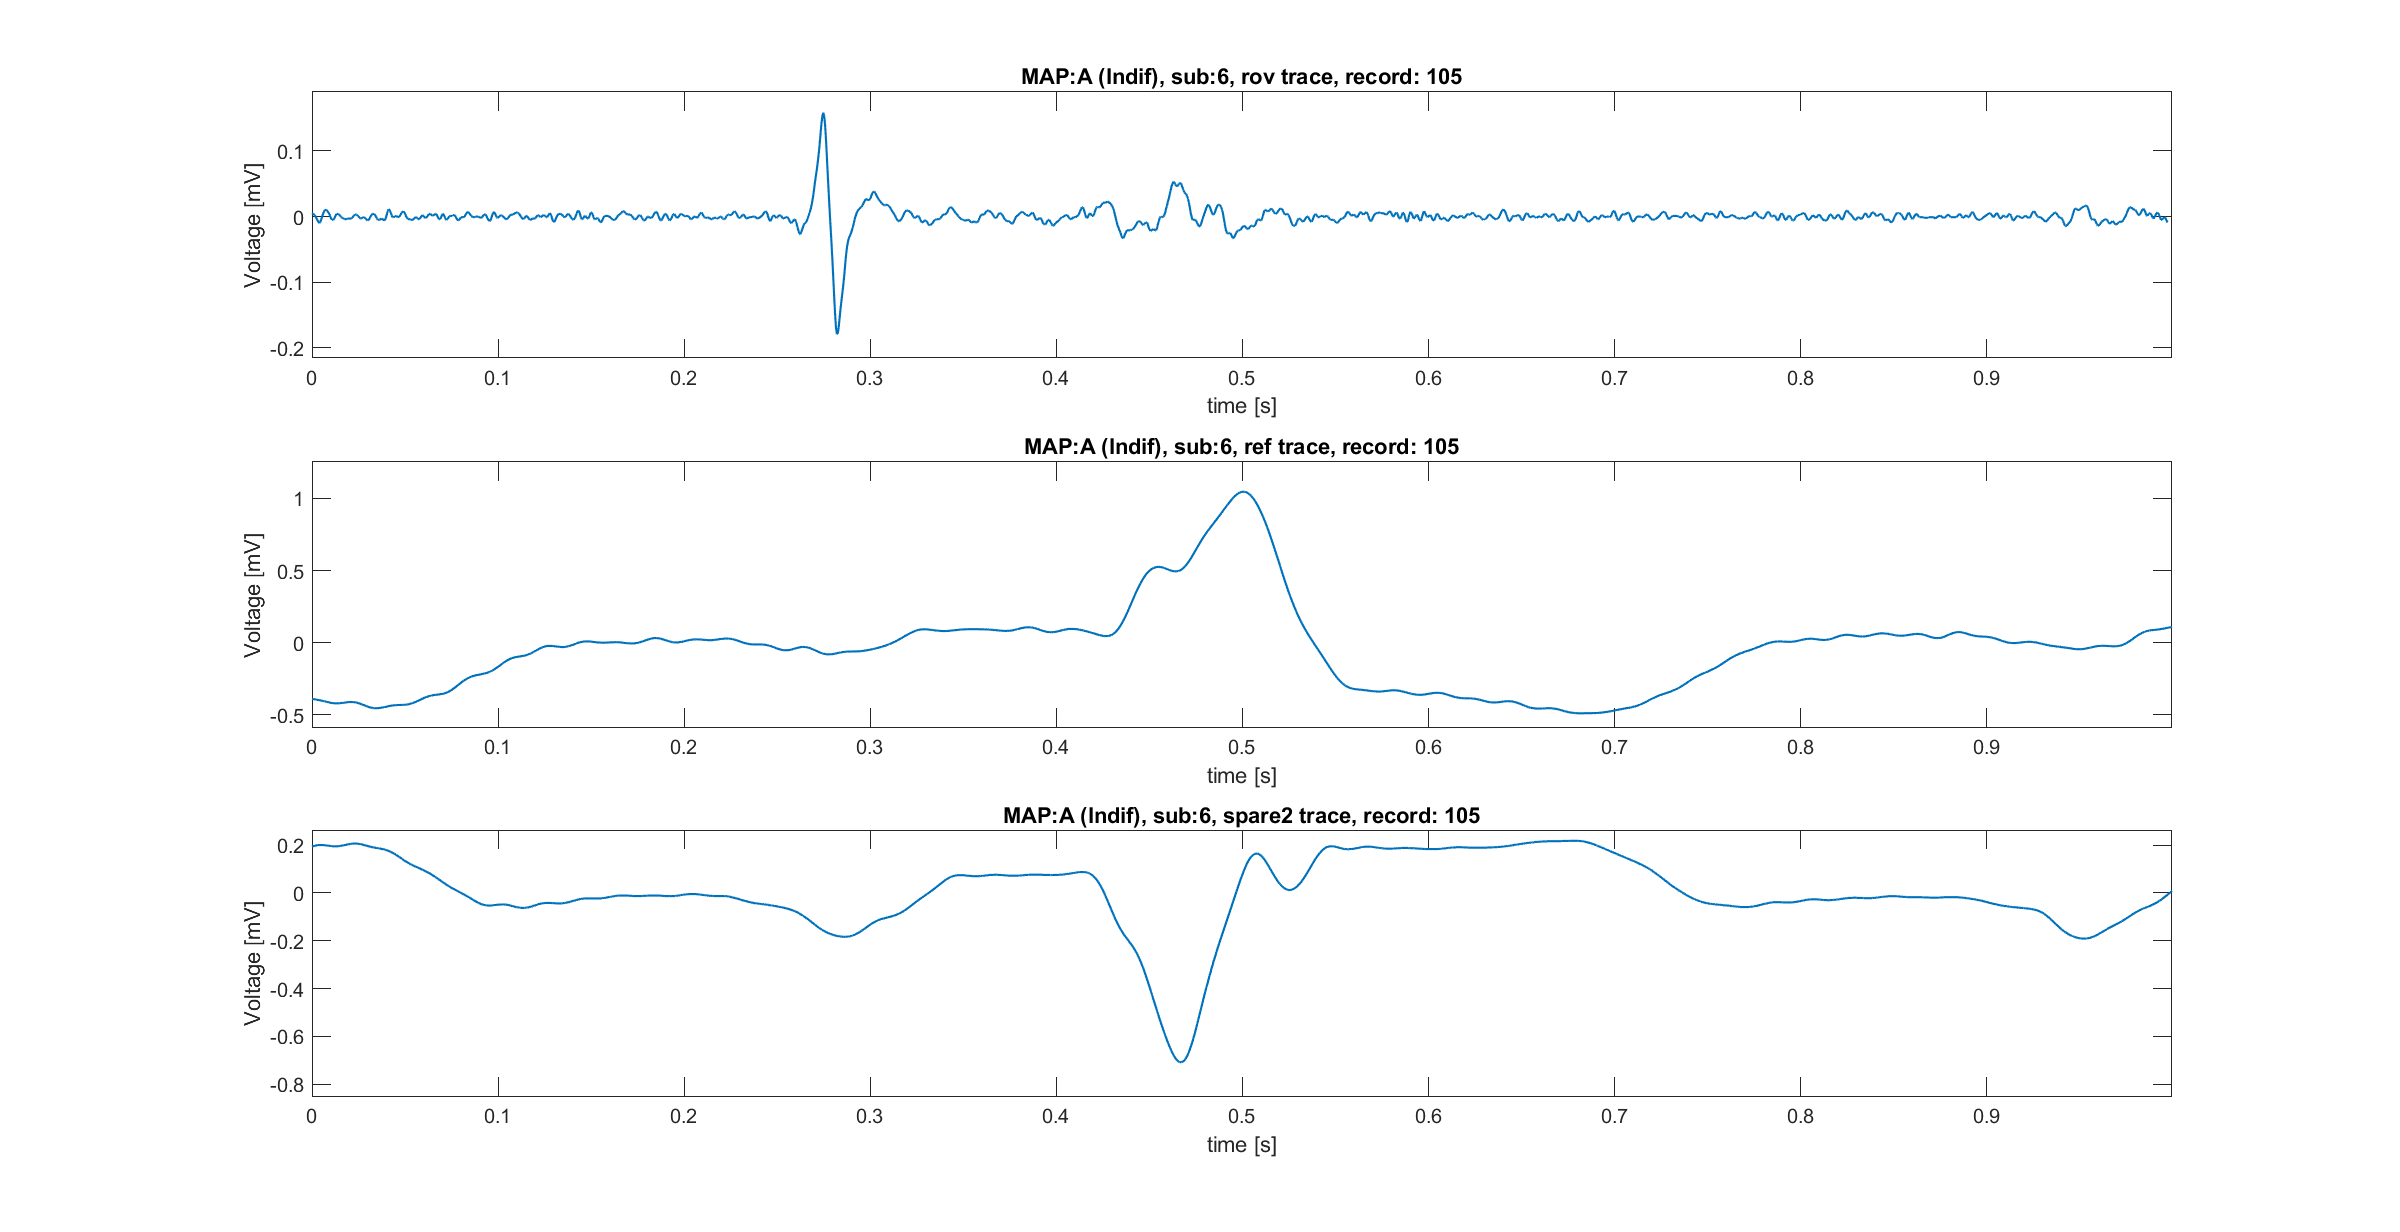 MAP:A (Indif), sub:6, rov trace, record: 105
Voltage [mV]
0.1
0
-0.1
-0.2
0 0.1 0.2 0.3 0.4 0.5 0.6 0.7 0.8 0.9
time [s]
MAP:A (Indif), sub:6, ref trace, record: 105
Voltage [mV]
1
0.5
0
-0.5
0 0.1 0.2 0.3 0.4 0.5 0.6 0.7 0.8 0.9
time [s]
MAP:A (Indif), sub:6, spare2 trace, record: 105
Voltage [mV]
0.2
0
-0.2
-0.4
-0.6
-0.8
0 0.1 0.2 0.3 0.4 0.5 0.6 0.7 0.8 0.9
time [s]